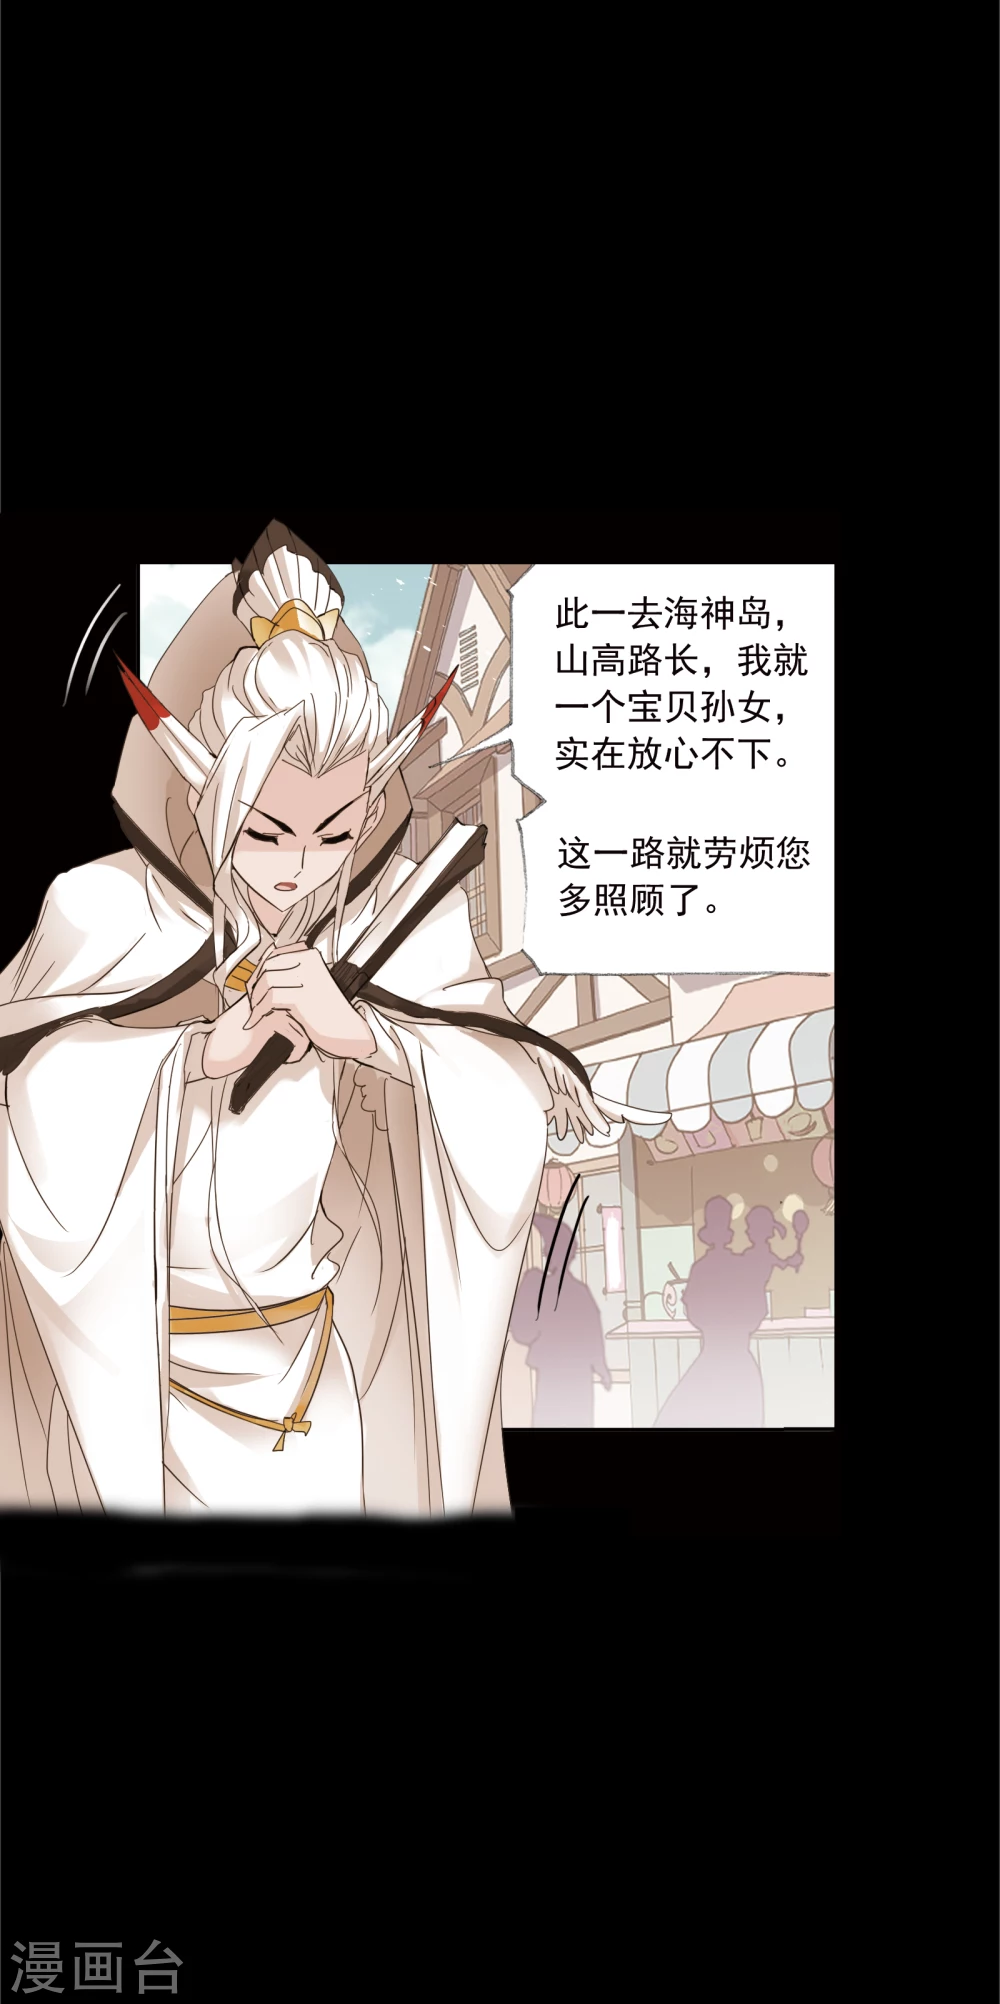 此一去海神岛，
山高路长，我就
一个宝贝孙女，
实在放心不下。
这一路就劳烦您
多照顾了。
漫画台